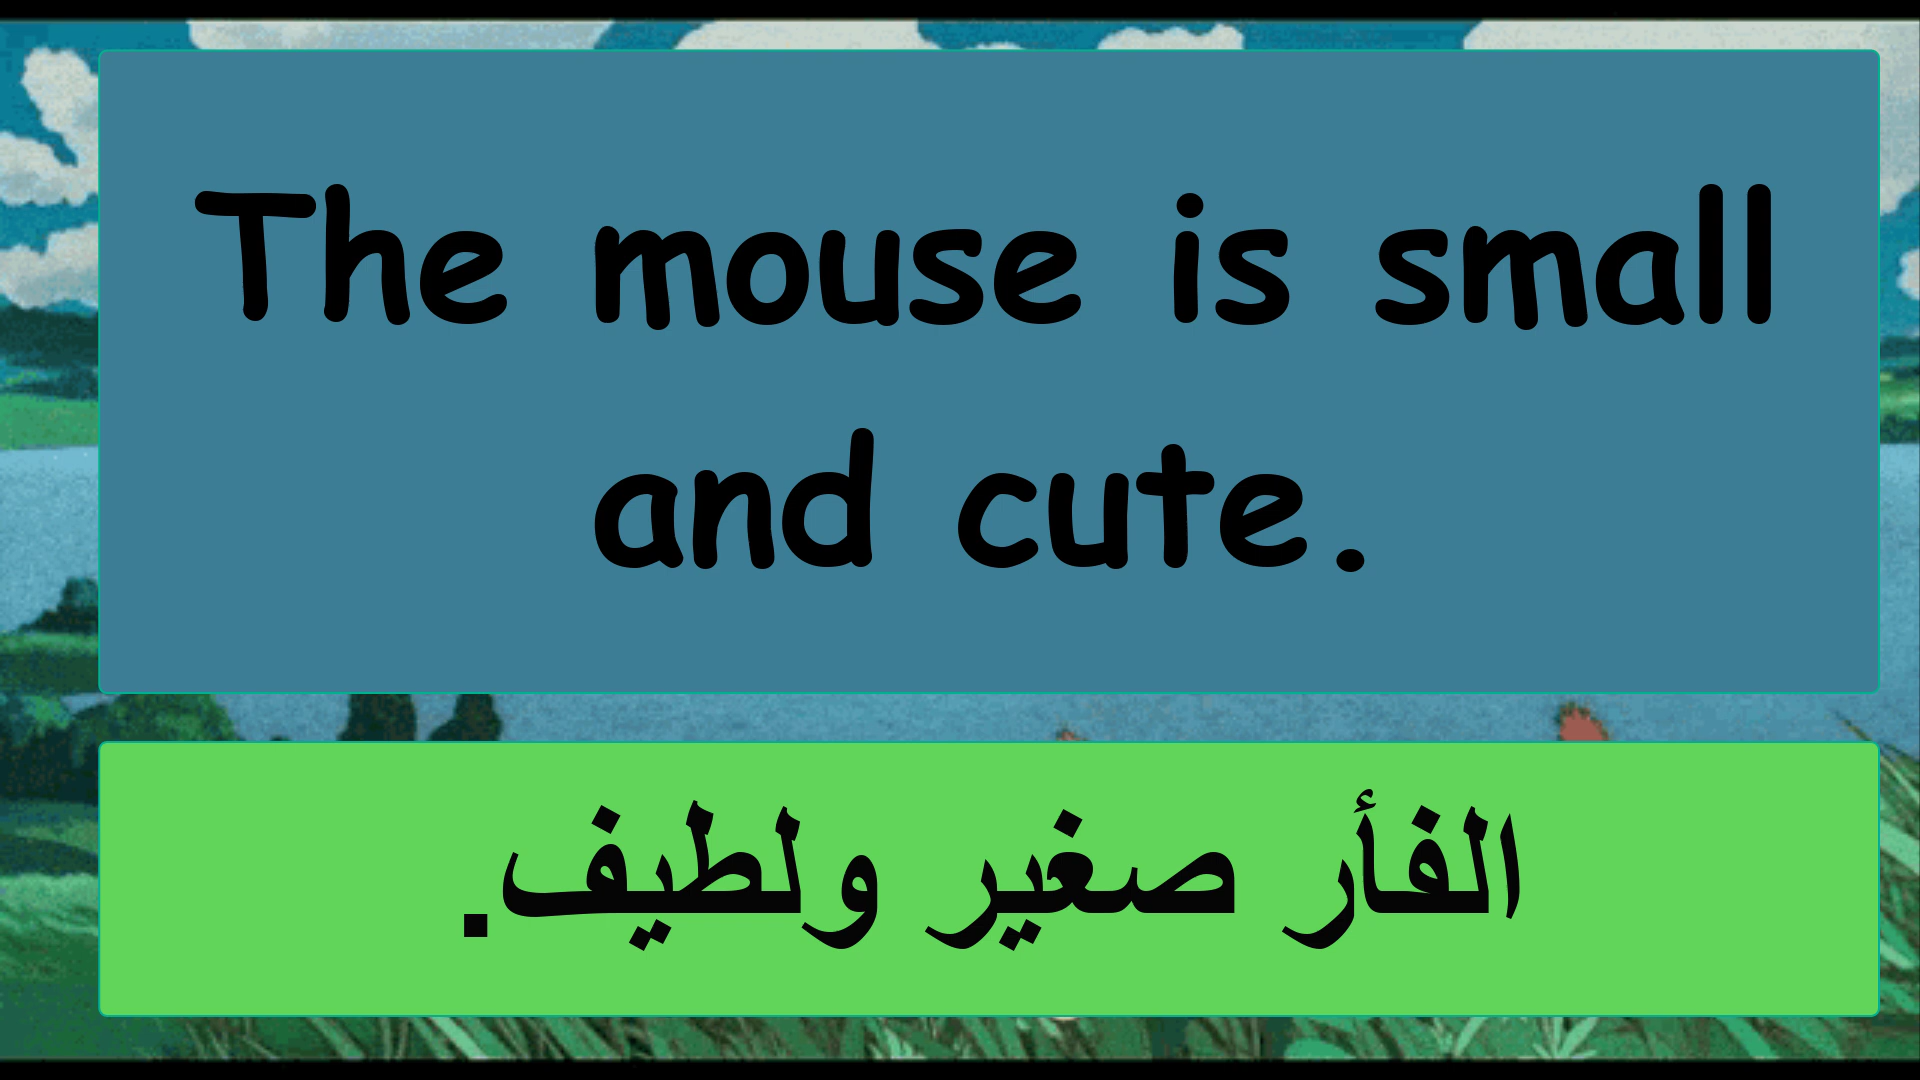 The mouse is small
and cute.
الفأر صغير ولطيف.